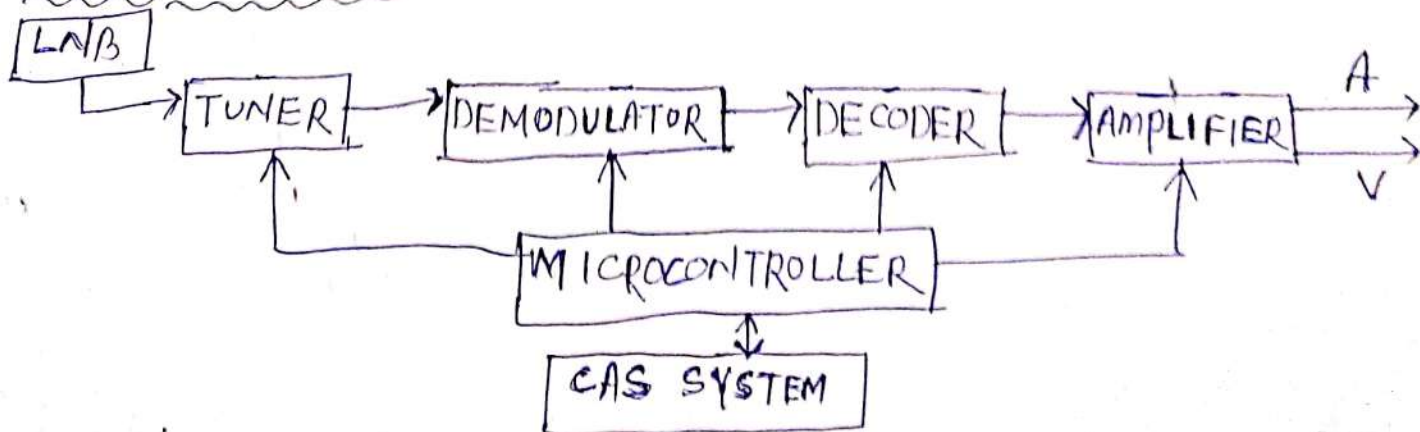 LNB
A
TUNER
DEMODULATOR
DECODER
AMPLIFIER
V
MICROCONTROLLER
CAS SYSTEM